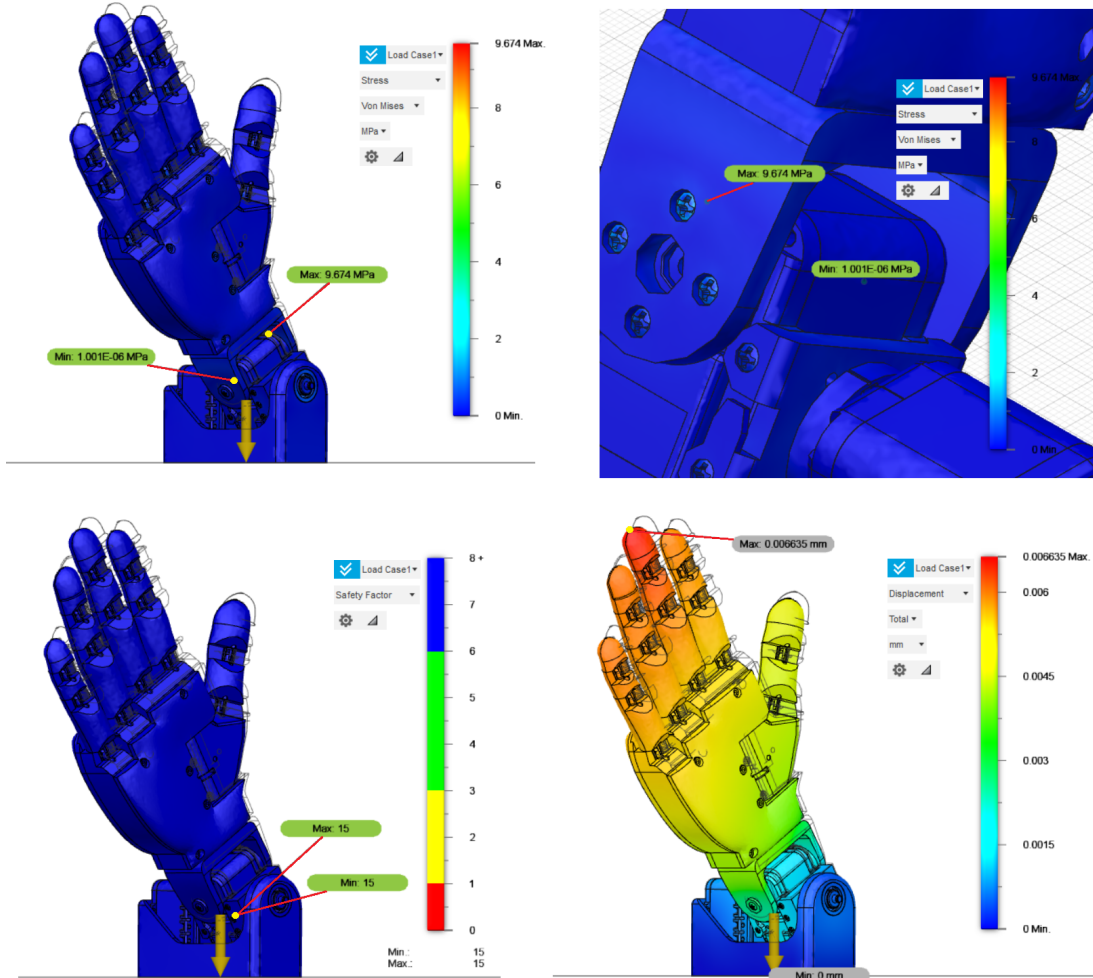 9.674 Max.
Load Case1
Stress
8
Von Mises
MPa
6
Max: 9.674 MPa
4
Min: 1.001E-06 MPa
2
0 Min.
9.674 Max.
Load Case1
Stress
8
Von Mises
MPa
Max: 9.674 MPa
6
Min: 1.001E-06 MPa
4
2
0 Min.
8 +
Load Case1
7
Safety Factor
6
5
4
3
Max: 15
2
Min: 15
1
0
Min.: 15
Max.: 15
Max: 0.006635 mm
0.006635 Max.
Load Case1
0.006
Displacement
Total
mm
0.0045
0.003
0.0015
0 Min.
Min: 0 mm